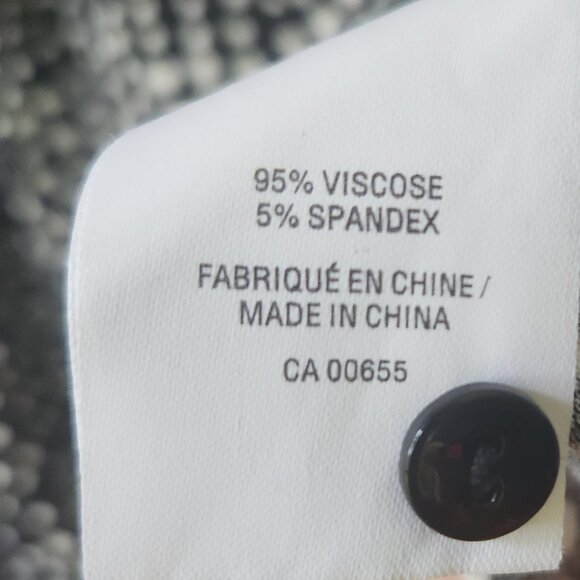 95% VISCOSE
5% SPANDEX
FABRIQUÉ EN CHINE /
MADE IN CHINA
CA 00655